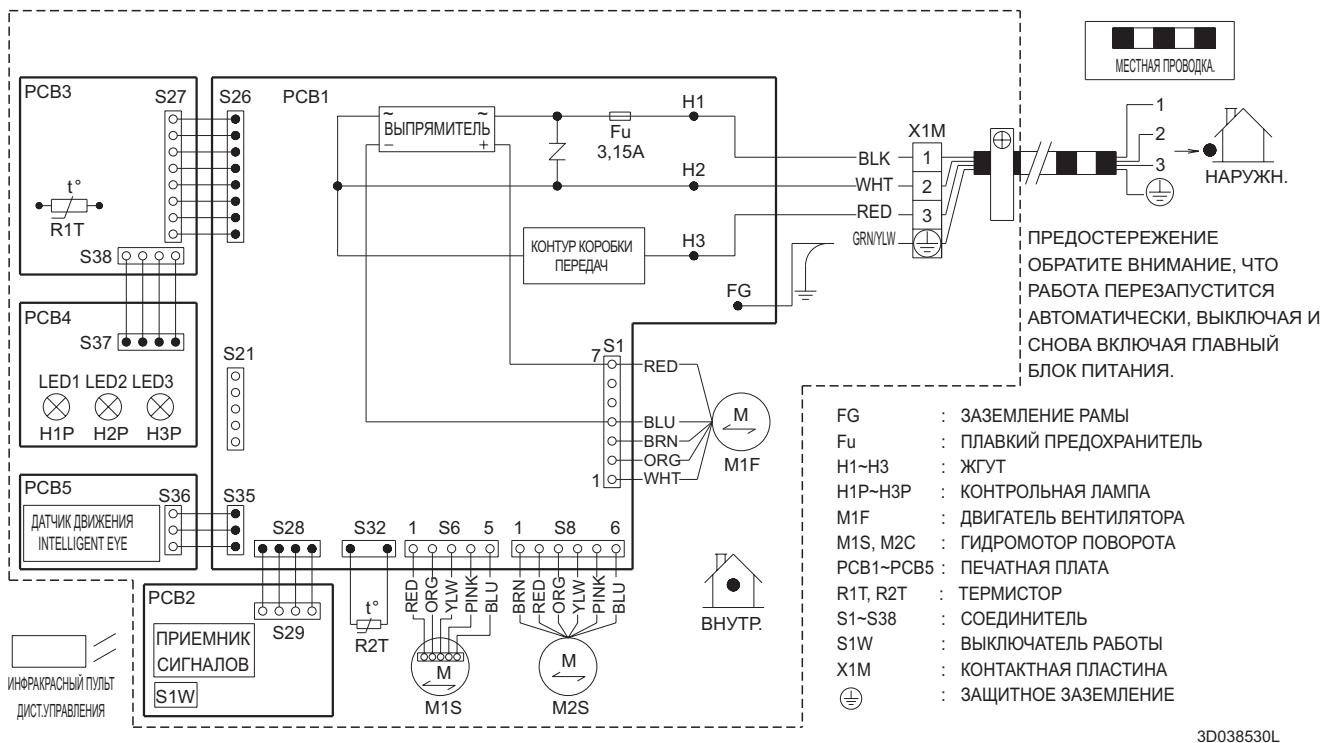 МЕСТНАЯ ПРОВОДКА.
PCB3
S27
S26
PCB1
~
~
ВЫПРЯМИТЕЛЬ
−
+
Fu
3,15A
H1
X1M
1
2
3
НАРУЖН.
BLK
1
H2
WHT
2
RED
3
GRN/YLW
t°
R1T
S38
КОНТУР КОРОБКИ
ПЕРЕДАЧ
H3
FG
ПРЕДОСТЕРЕЖЕНИЕ
ОБРАТИТЕ ВНИМАНИЕ, ЧТО
РАБОТА ПЕРЕЗАПУСТИТСЯ
АВТОМАТИЧЕСКИ, ВЫКЛЮЧАЯ И
СНОВА ВКЛЮЧАЯ ГЛАВНЫЙ
БЛОК ПИТАНИЯ.
PCB4
S37
LED1 LED2 LED3
H1P H2P H3P
S21
S1
7
RED
BLU
BRN
ORG
WHT
1
M
M1F
PCB5
S36
S35
ДАТЧИК ДВИЖЕНИЯ
INTELLIGENT EYE
S28
S32
1 S6 5
1 S8 6
RED
ORG
YLW
PINK
BLU
BRN
RED
ORG
YLW
PINK
BLU
PCB2
S29
ПРИЕМНИК
СИГНАЛОВ
S1W
t°
R2T
M
M1S
M
M2S
ВНУТР.
ИНФРАКРАСНЫЙ ПУЛЬТ
ДИСТ.УПРАВЛЕНИЯ
FG : ЗАЗЕМЛЕНИЕ РАМЫ
Fu : ПЛАВКИЙ ПРЕДОХРАНИТЕЛЬ
H1~H3 : ЖГУТ
H1P~H3P : КОНТРОЛЬНАЯ ЛАМПА
M1F : ДВИГАТЕЛЬ ВЕНТИЛЯТОРА
M1S, M2C : ГИДРОМОТОР ПОВОРОТА
PCB1~PCB5 : ПЕЧАТНАЯ ПЛАТА
R1T, R2T : ТЕРМИСТОР
S1~S38 : СОЕДИНИТЕЛЬ
S1W : ВЫКЛЮЧАТЕЛЬ РАБОТЫ
X1M : КОНТАКТНАЯ ПЛАСТИНА
: ЗАЩИТНОЕ ЗАЗЕМЛЕНИЕ
3D038530L